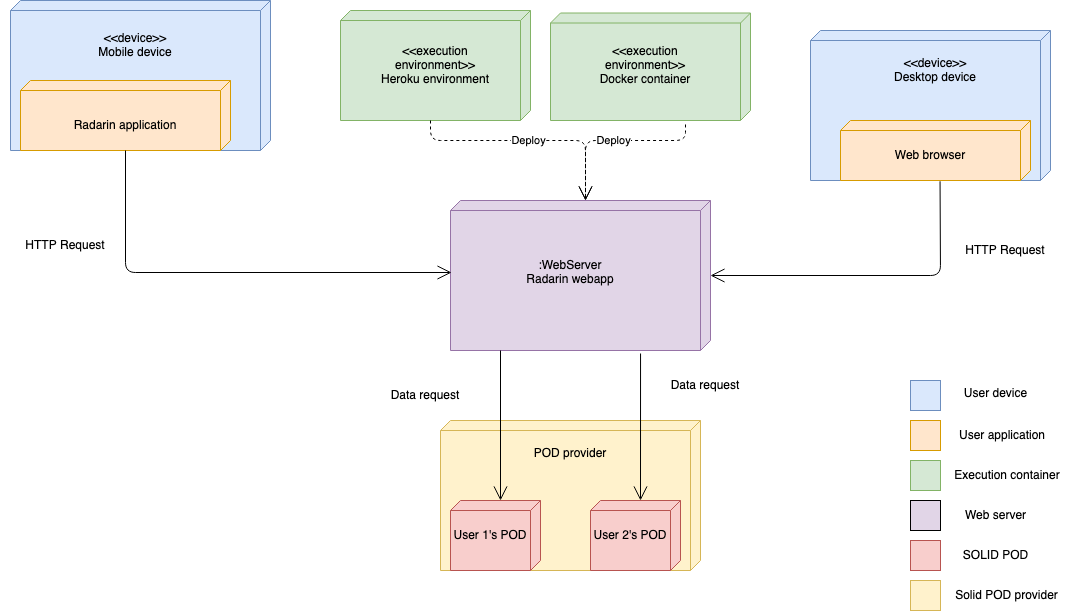 <<device>>
Mobile device
Radarin application
<<execution
environment>>
Heroku environment
<<execution
environment>>
Docker container
<<device>>
Desktop device
Web browser
Deploy
Deploy
HTTP Request
HTTP Request
:WebServer
Radarin webapp
Data request
Data request
POD provider
User 1's POD
User 2's POD
User device
User application
Execution container
Web server
SOLID POD
Solid POD provider